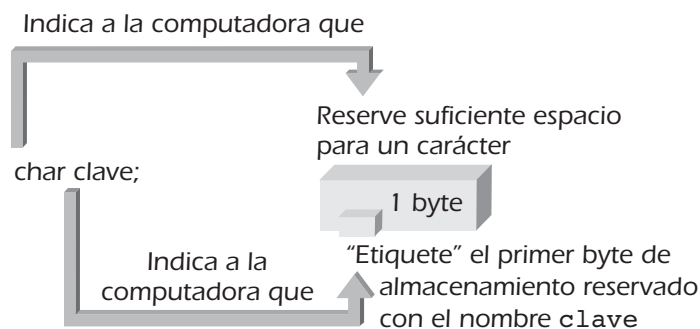 Indica a la computadora que
Reserve suficiente espacio
para un carácter
char clave;
1 byte
Indica a la
computadora que
“Etiquete” el primer byte de
almacenamiento reservado
con el nombre clave